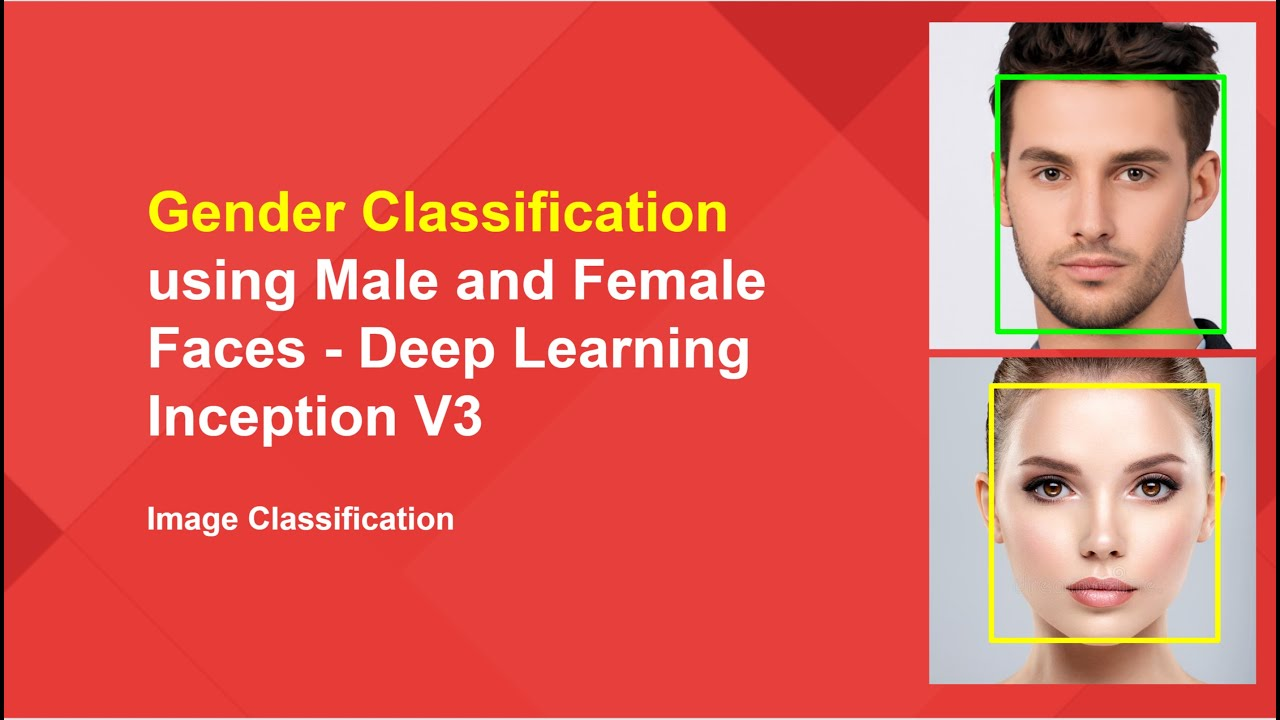 Gender Classification
using Male and Female
Faces - Deep Learning
Inception V3
Image Classification